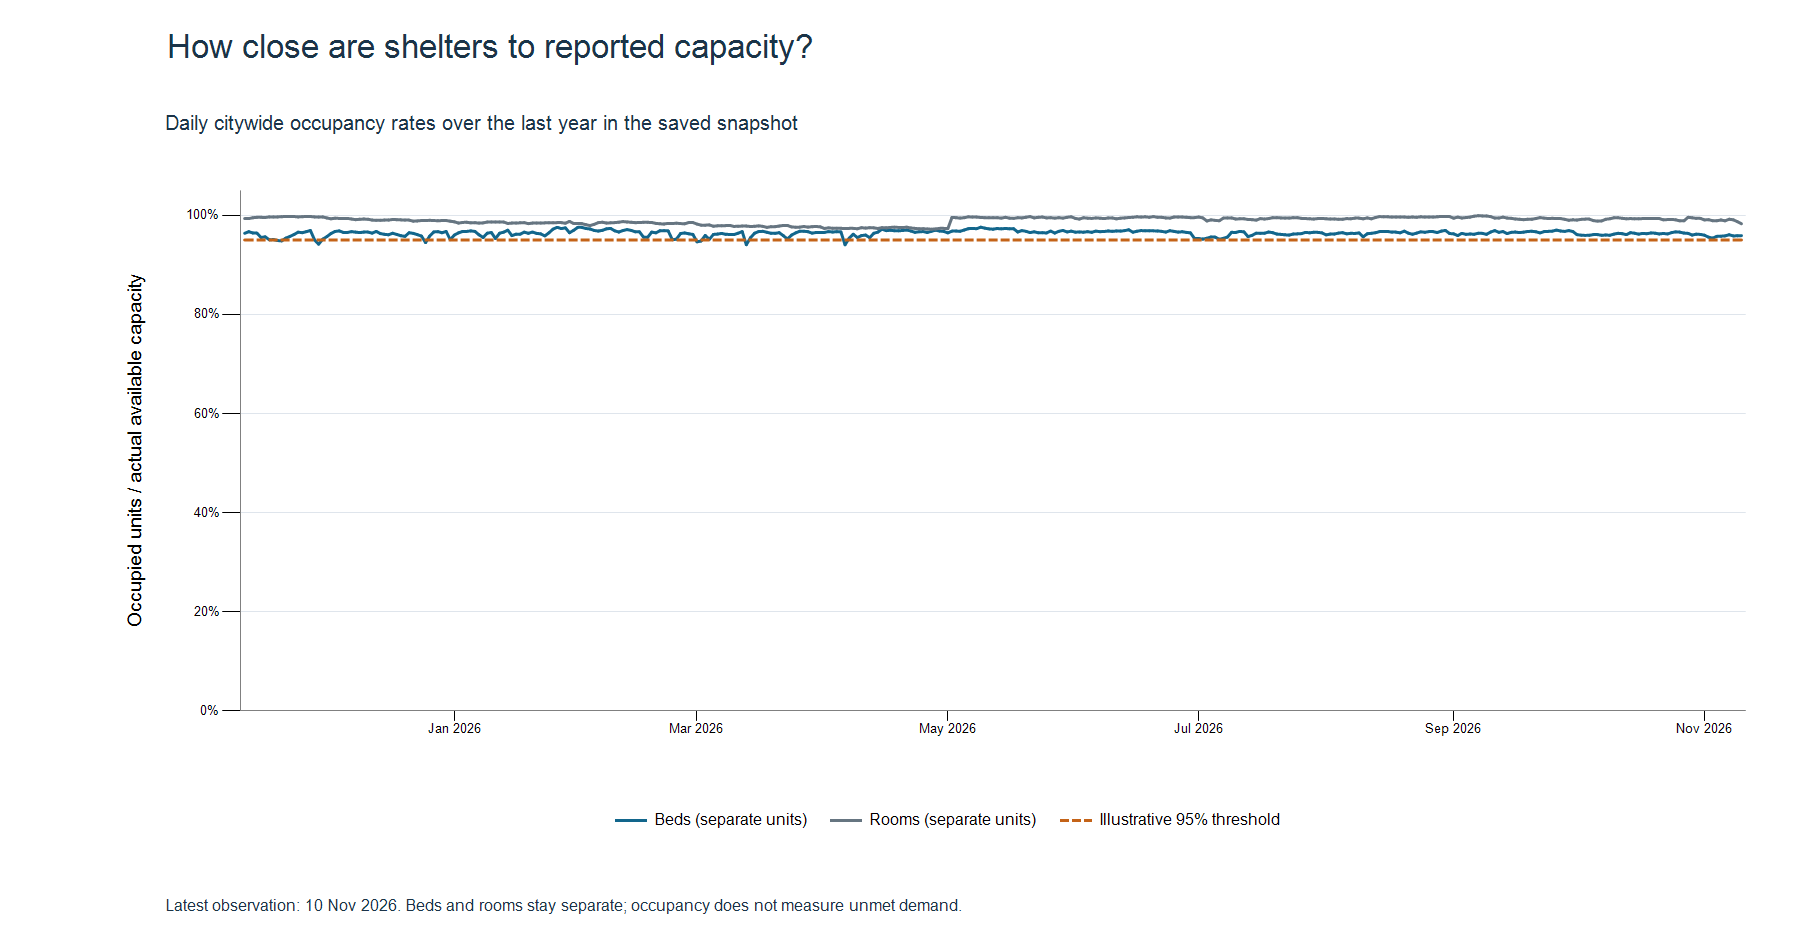 How close are shelters to reported capacity?
Daily citywide occupancy rates over the last year in the saved snapshot
Occupied units / actual available capacity
100%
80%
60%
40%
20%
0%
Jan 2026
Mar 2026
May 2026
Jul 2026
Sep 2026
Nov 2026
Beds (separate units)
Rooms (separate units)
Illustrative 95% threshold
Latest observation: 10 Nov 2026. Beds and rooms stay separate; occupancy does not measure unmet demand.